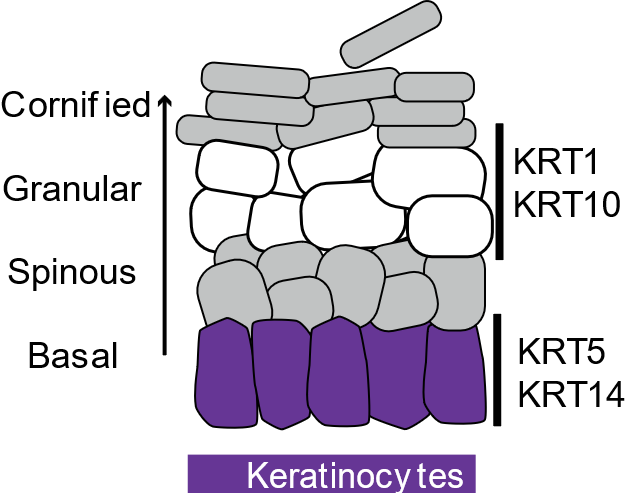 Cornified
Granular
Spinous
Basal
KRT1
KRT10
KRT5
KRT14
Keratinocytes